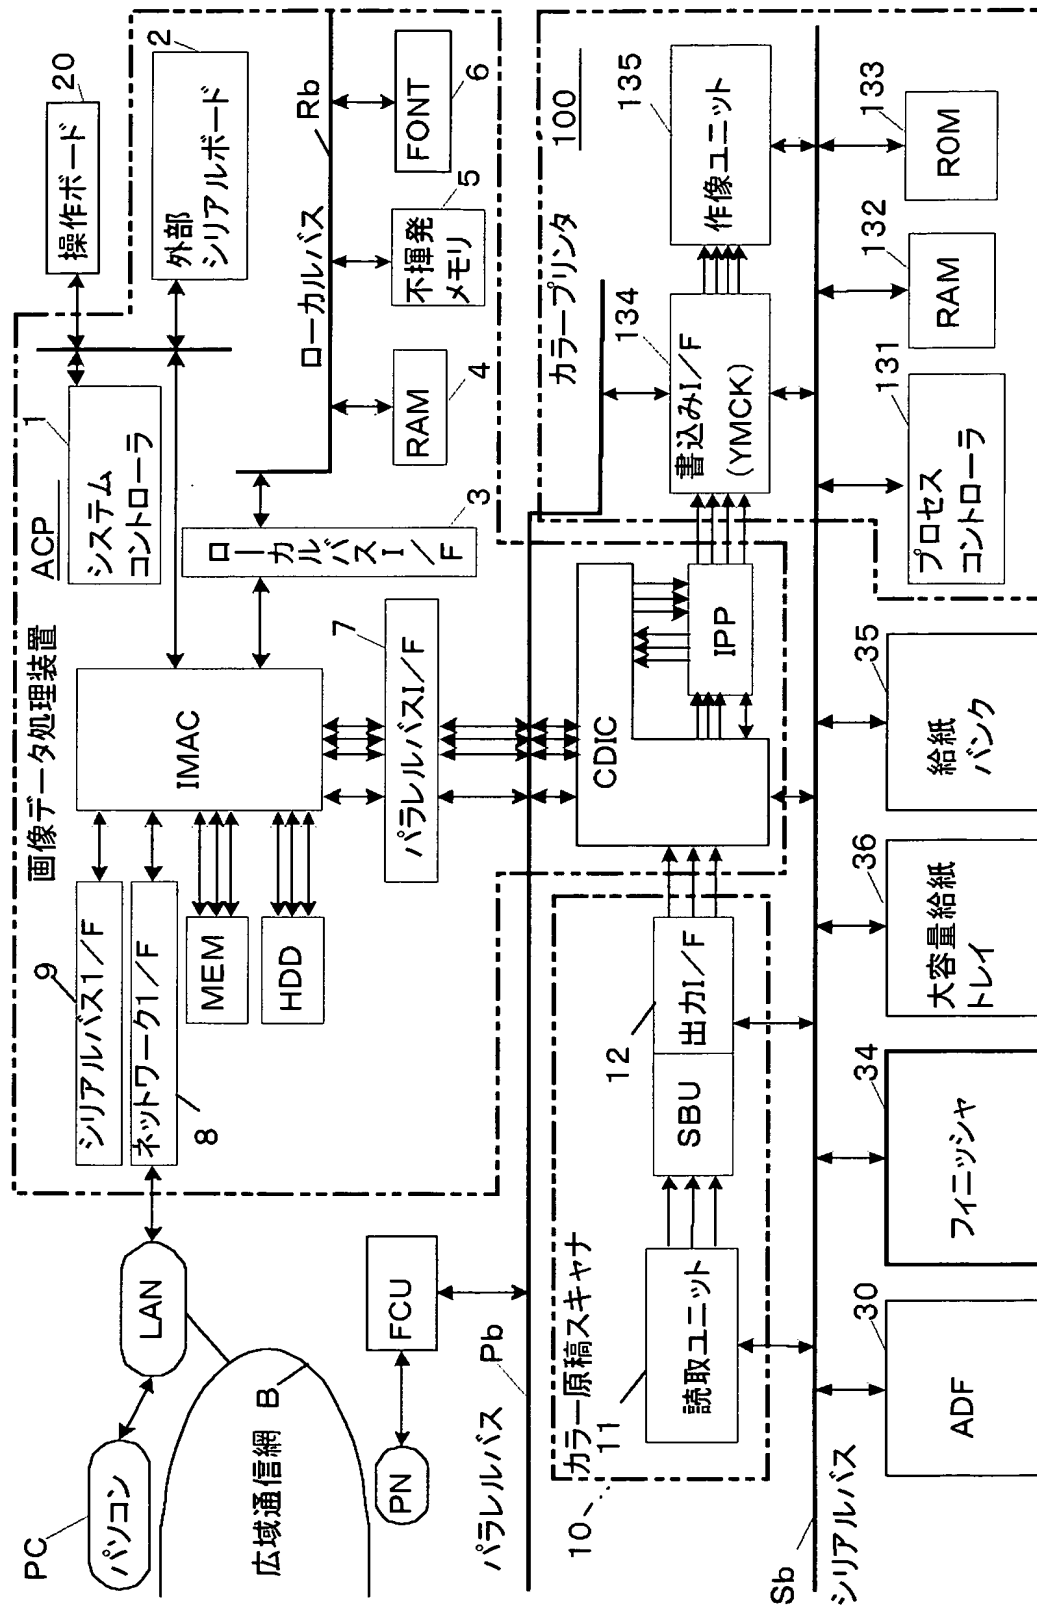 PC
パソコン
LAN
広域通信網 B
PN
FCU
パラレルバス Pb
画像データ処理装置
ACP
9
シリアルバス1/F
ネットワーク1/F
8
MEM
HDD
IMAC
1
システム
コントローラ
20
操作ボード
2
外部
シリアルボード
ローカルバス Rb
ローカルバスI/F
3
RAM
4
不揮発
メモリ
5
FONT
6
7
パラレルバスI/F
CDIC
IPP
カラー原稿スキャナ
10
11
読取ユニット
SBU
12
出力I/F
カラープリンタ 100
134
書込みI/F
(YMCK)
135
作像ユニット
Sb
シリアルバス
30
ADF
34
フィニッシャ
36
大容量給紙
トレイ
35
給紙
バンク
131
プロセス
コントローラ
132
RAM
133
ROM